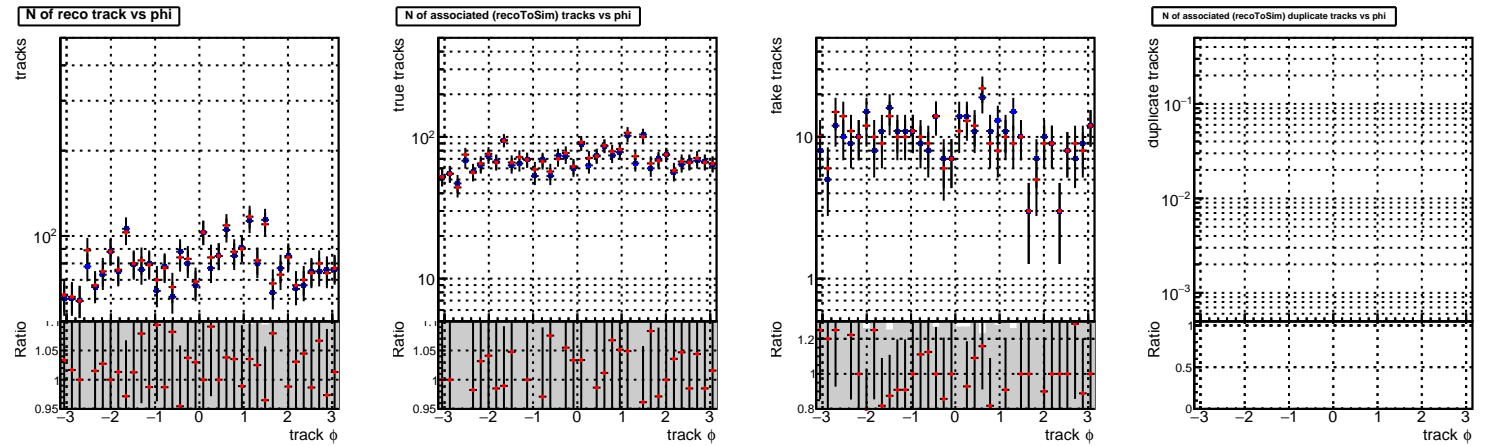 N of reco track vs phi
tracks
10²
Ratio
1.1
1.05
1
0.95
−3 −2 −1 0 1 2 3
track ϕ
N of associated (recoToSim) tracks vs phi
true tracks
10²
10
Ratio
1.1
1.05
1
0.95
−3 −2 −1 0 1 2 3
track ϕ
fake tracks
10
1
Ratio
1.2
1
0.8
−3 −2 −1 0 1 2 3
track ϕ
N of associated (recoToSim) duplicate tracks vs phi
duplicate tracks
10⁻¹
10⁻²
10⁻³
Ratio
1
0.5
0
−3 −2 −1 0 1 2 3
track ϕ